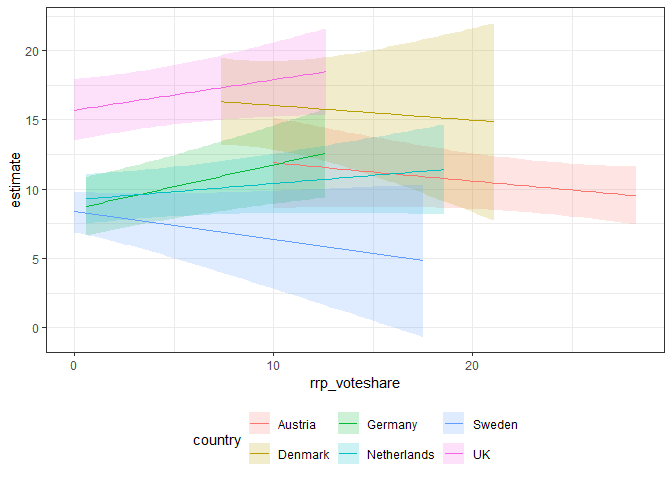 20
15
10
5
0
estimate
0 10 20
rrp_voteshare
country
Austria Germany Sweden
Denmark Netherlands UK